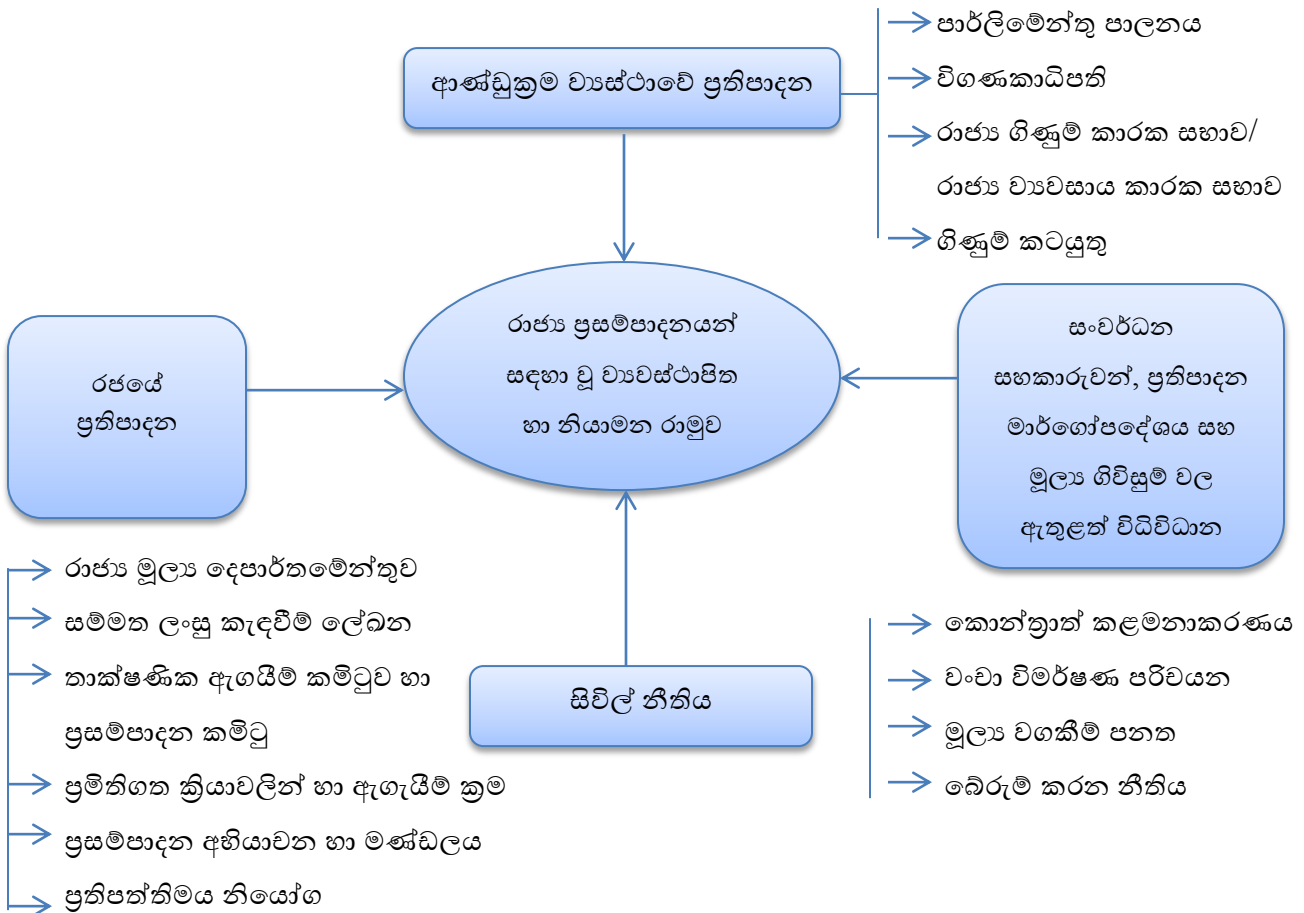 ආණ්ඩුක්‍රම ව්‍යස්ථාවේ ප්‍රතිපාදන
පාර්ලිමේන්තු පාලනය
විගණකාධිපති
රාජ්‍ය ගිණුම් කාරක සභාව/
රාජ්‍ය ව්‍යවසාය කාරක සභාව
ගිණුම් කටයුතු
රජයේ
ප්‍රතිපාදන
රාජ්‍ය ප්‍රසම්පාදනයන්
සඳහා වූ ව්‍යවස්ථාපිත
හා නියාමන රාමුව
සංවර්ධන
සහකාරුවන්, ප්‍රතිපාදන
මාර්ගෝපදේශය සහ
මූල්‍ය ගිවිසුම් වල
ඇතුළත් විධිවිධාන
රාජ්‍ය මූල්‍ය දෙපාර්තමේන්තුව
සම්මත ලංසු කැඳවීම් ලේඛන
තාක්ෂණික ඇගයීම් කමිටුව හා
ප්‍රසම්පාදන කමිටු
ප්‍රමිතිගත ක්‍රියාවලින් හා ඇගැයීම් ක්‍රම
ප්‍රසම්පාදන අභියාචන හා මණ්ඩලය
ප්‍රතිපත්තිමය නියෝග
සිවිල් නීතිය
කොන්ත්‍රාත් කළමනාකරණය
වංචා විමර්ෂණ පරිචයන
මූල්‍ය වගකීම් පනත
බේරුම් කරන නීතිය